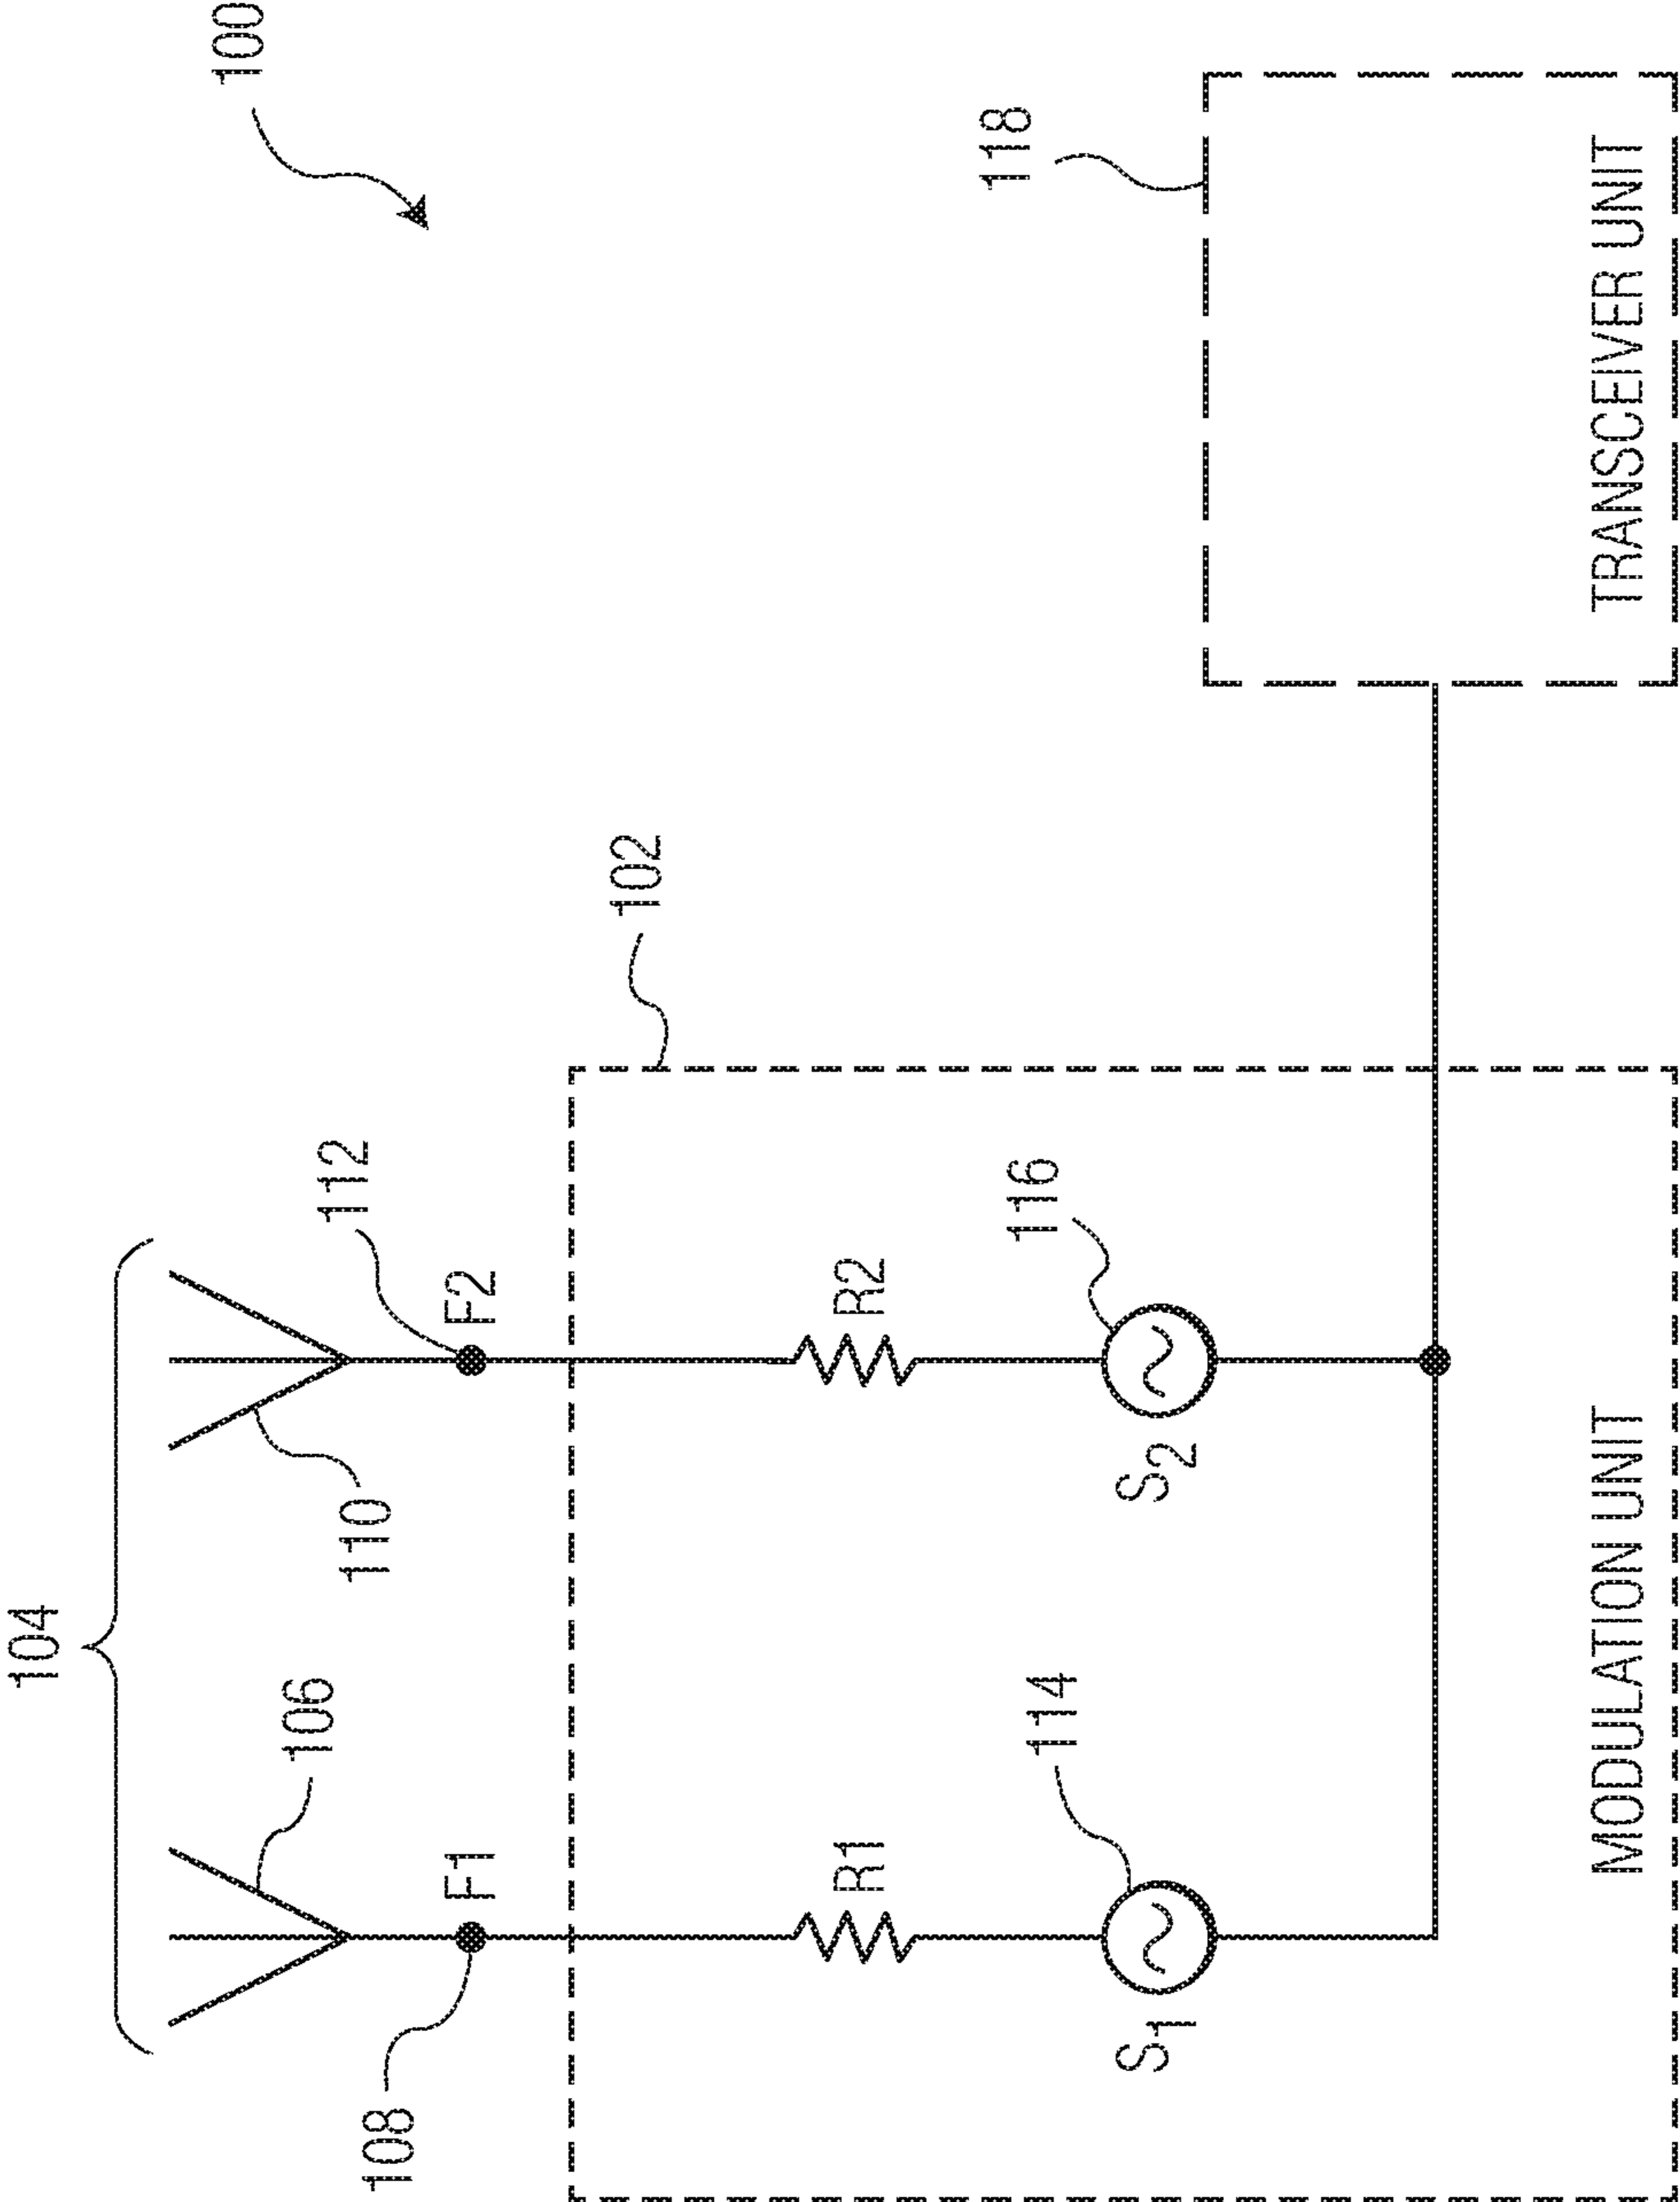 104
100
106
110
112
108
F1
F2
102
R1
R2
118
114
116
S1
S2
MODULATION UNIT
TRANSCEIVER UNIT